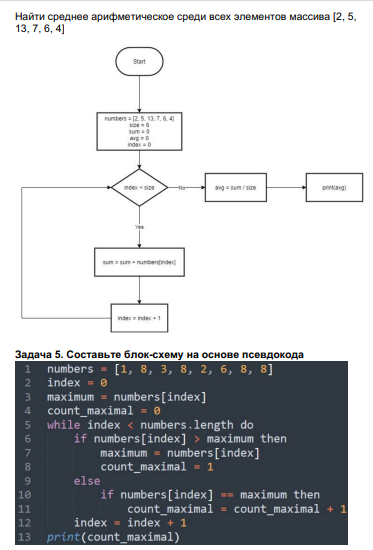 Найти среднее арифметическое среди всех элементов массива [2, 5,
13, 7, 6, 4]
Start
numbers = [2, 5, 13, 7, 6, 4]
size = 6
sum = 0
avg = 0
index = 0
index < size
No
avg = sum / size
print(avg)
Yes
sum = sum + numbers[index]
index = index + 1
Задача 5. Составьте блок-схему на основе псевдокода
1 numbers = [1, 8, 3, 8, 2, 6, 8, 8]
2 index = 0
3 maximum = numbers[index]
4 count_maximal = 0
5 while index < numbers.length do
6 if numbers[index] > maximum then
7 maximum = numbers[index]
8 count_maximal = 1
9 else
10 if numbers[index] == maximum then
11 count_maximal = count_maximal + 1
12 index = index + 1
13 print(count_maximal)